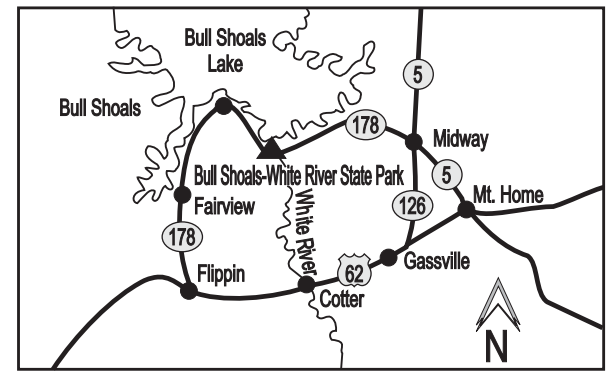 Bull Shoals
Lake
5
Bull Shoals
178
Midway
Bull Shoals-White River State Park
5
Mt. Home
Fairview
126
White River
178
Gassville
Flippin
62
Cotter
N